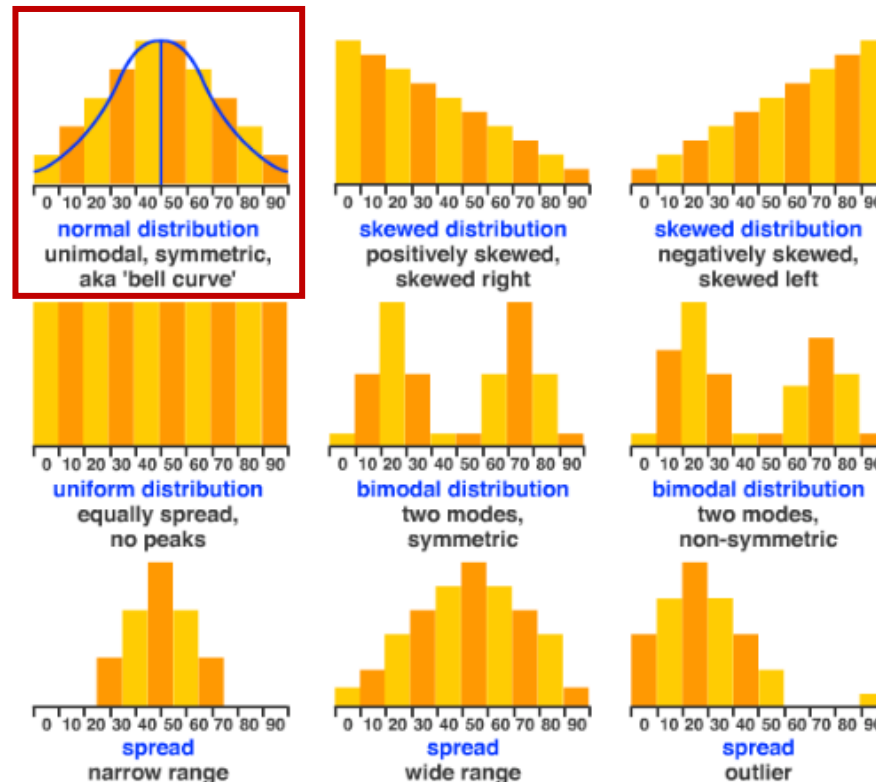 0 10 20 30 40 50 60 70 80 90
normal distribution
unimodal, symmetric,
aka 'bell curve'
0 10 20 30 40 50 60 70 80 90
skewed distribution
positively skewed,
skewed right
0 10 20 30 40 50 60 70 80 90
skewed distribution
negatively skewed,
skewed left
0 10 20 30 40 50 60 70 80 90
uniform distribution
equally spread,
no peaks
0 10 20 30 40 50 60 70 80 90
bimodal distribution
two modes,
symmetric
0 10 20 30 40 50 60 70 80 90
bimodal distribution
two modes,
non-symmetric
0 10 20 30 40 50 60 70 80 90
spread
narrow range
0 10 20 30 40 50 60 70 80 90
spread
wide range
0 10 20 30 40 50 60 70 80 90
spread
outlier